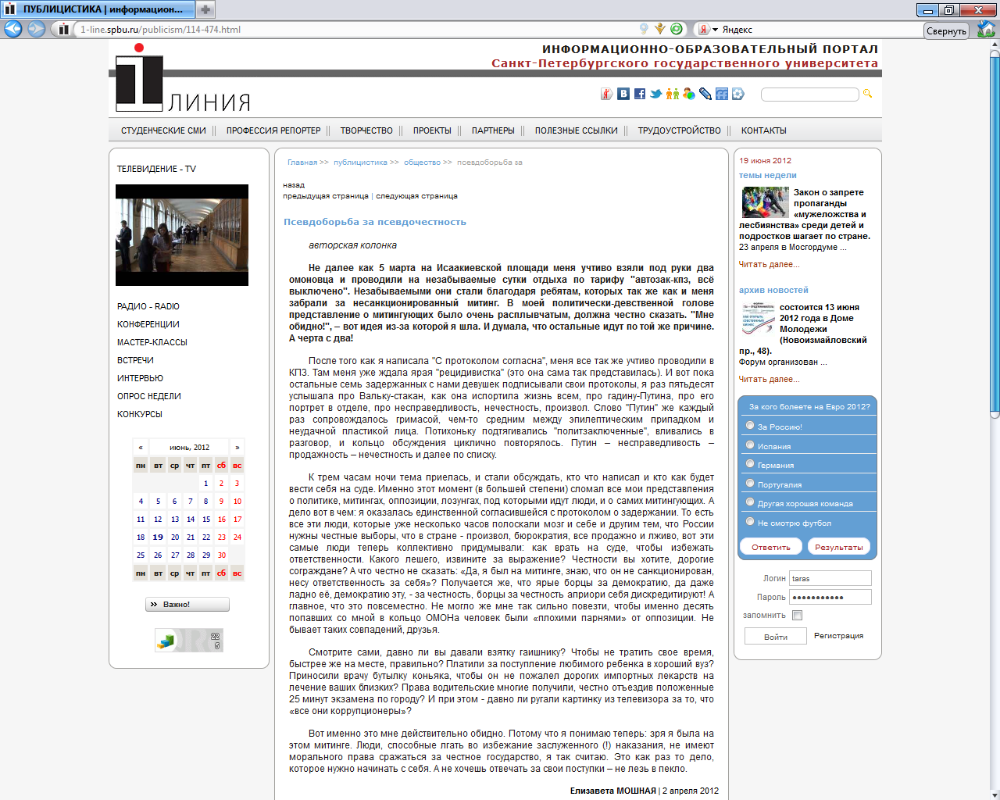 ПУБЛИЦИСТИКА | информацион...
1-line.spbu.ru/publicism/114-474.html
Яндекс
Свернуть
ИНФОРМАЦИОННО-ОБРАЗОВАТЕЛЬНЫЙ ПОРТАЛ
Санкт-Петербургского государственного университета
ЛИНИЯ
СТУДЕНЧЕСКИЕ СМИ || ПРОФЕССИЯ РЕПОРТЕР || ТВОРЧЕСТВО || ПРОЕКТЫ || ПАРТНЕРЫ || ПОЛЕЗНЫЕ ССЫЛКИ || ТРУДОУСТРОЙСТВО || КОНТАКТЫ
ТЕЛЕВИДЕНИЕ - TV
РАДИО - RADIO
КОНФЕРЕНЦИИ
МАСТЕР-КЛАССЫ
ВСТРЕЧИ
ИНТЕРВЬЮ
ОПРОС НЕДЕЛИ
КОНКУРСЫ
« июнь, 2012 »
пн вт ср чт пт сб вс
1 2 3
4 5 6 7 8 9 10
11 12 13 14 15 16 17
18 19 20 21 22 23 24
25 26 27 28 29 30
пн вт ср чт пт сб вс
Важно!
22
5
Главная >> публицистика >> общество >> псевдоборьба за
назад
предыдущая страница | следующая страница
Псевдоборьба за псевдочестность
авторская колонка
Не далее как 5 марта на Исаакиевской площади меня учтиво взяли под руки два
омоновца и проводили на незабываемые сутки отдыха по тарифу "автозак-кпз, всё
выключено". Незабываемыми они стали благодаря ребятам, которых так же как и меня
забрали за несанкционированный митинг. В моей политически-девственной голове
представление о митингующих было очень расплывчатым, должна честно сказать. "Мне
обидно!", – вот идея из-за которой я шла. И думала, что остальные идут по той же причине.
А черта с два!
После того как я написала "С протоколом согласна", меня все так же учтиво проводили в
КПЗ. Там меня уже ждала ярая "рецидивистка" (это она сама так представилась). И вот пока
остальные семь задержанных с нами девушек подписывали свои протоколы, я раз пятьдесят
услышала про Вальку-стакан, как она испортила жизнь всем, про гадину-Путина, про его
портрет в отделе, про несправедливость, нечестность, произвол. Слово "Путин" же каждый
раз сопровождалось гримасой, чем-то средним между эпилептическим припадком и
неудачной пластикой лица. Потихоньку подтягивались "политзаключенные", вливались в
разговор, и кольцо обсуждения циклично повторялось. Путин – несправедливость –
продажность – нечестность и далее по списку.
К трем часам ночи тема приелась, и стали обсуждать, кто что написал и кто как будет
вести себя на суде. Именно этот момент (в большей степени) сломал все мои представления
о политике, митингах, оппозиции, лозунгах, под которыми идут люди, и о самих митингующих. А
дело вот в чем: я оказалась единственной согласившейся с протоколом о задержании. То есть
все эти люди, которые уже несколько часов полоскали мозг и себе и другим тем, что России
нужны честные выборы, что в стране - произвол, бюрократия, все продажно и лживо, вот эти
самые люди теперь коллективно придумывали: как врать на суде, чтобы избежать
ответственности. Какого лешего, извините за выражение? Честности вы хотите, дорогие
сограждане? А что честно не сказать: «Да, я был на митинге, знаю, что он не санкционирован,
несу ответственность за себя»? Получается же, что ярые борцы за демократию, да даже
ладно её, демократию эту, - за честность, борцы за честность априори себя дискредитируют! А
главное, что это повсеместно. Не могло же мне так сильно повезти, чтобы именно десять
попавших со мной в кольцо ОМОНа человек были «плохими парнями» от оппозиции. Не
бывает таких совпадений, друзья.
Смотрите сами, давно ли вы давали взятку гаишнику? Чтобы не тратить свое время,
быстрее же на месте, правильно? Платили за поступление любимого ребенка в хороший вуз?
Приносили врачу бутылку коньяка, чтобы он не пожалел дорогих импортных лекарств на
лечение ваших близких? Права водительские многие получили, честно отъездив положенные
25 минут экзамена по городу? И при этом - давно ли ругали картинку из телевизора за то, что
«все они коррупционеры»?
Вот именно это мне действительно обидно. Потому что я понимаю теперь: зря я была на
этом митинге. Люди, способные лгать во избежание заслуженного (!) наказания, не имеют
морального права сражаться за честное государство, я так считаю. Это как раз то дело,
которое нужно начинать с себя. А не хочешь отвечать за свои поступки – не лезь в пекло.
Елизавета МОШНАЯ | 2 апреля 2012
19 июня 2012
темы недели
Закон о запрете
пропаганды
«мужеложства и
лесбиянства» среди детей и
подростков шагает по стране.
23 апреля в Мосгордуме ...
Читать далее...
архив новостей
состоится 13 июня
2012 года в Доме
Молодежи
(Новоизмайловский
пр., 48).
Форум организован ...
Читать далее...
За кого болеете на Евро 2012?
За Россию!
Испания
Германия
Португалия
Другая хорошая команда
Не смотрю футбол
Ответить Результаты
Логин taras
Пароль
запомнить
Войти Регистрация